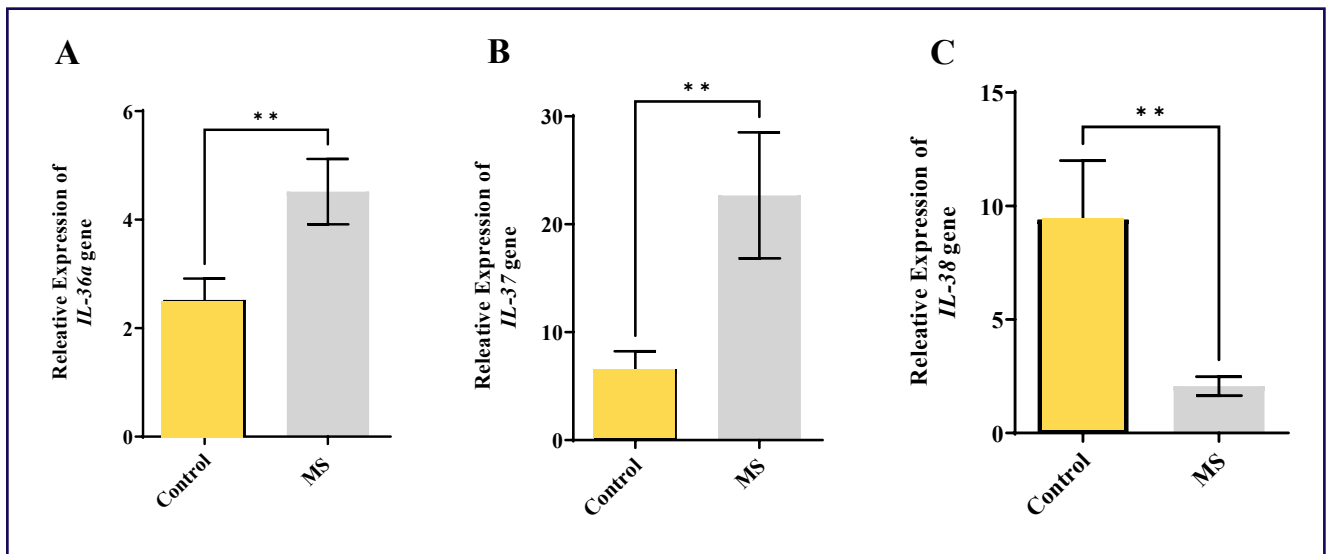 A
Releative Expression of
IL-36a gene
6
4
2
0
**
Control
MS
B
Releative Expression of
IL-37 gene
30
20
10
0
**
Control
MS
C
Releative Expression of
IL-38 gene
15
10
5
0
**
Control
MS